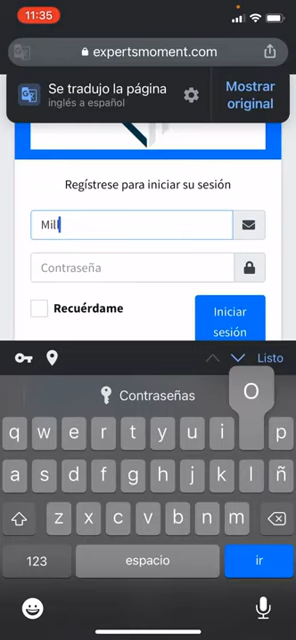 11:35
expertsmoment.com
Se tradujo la página
inglés a español
Mostrar original
Regístrese para iniciar su sesión
Mil
Contraseña
Recuérdame
Iniciar sesión
Listo
Contraseñas
O
q w e r t y u i p
a s d f g h j k l ñ
z x c v b n m
123 espacio ir